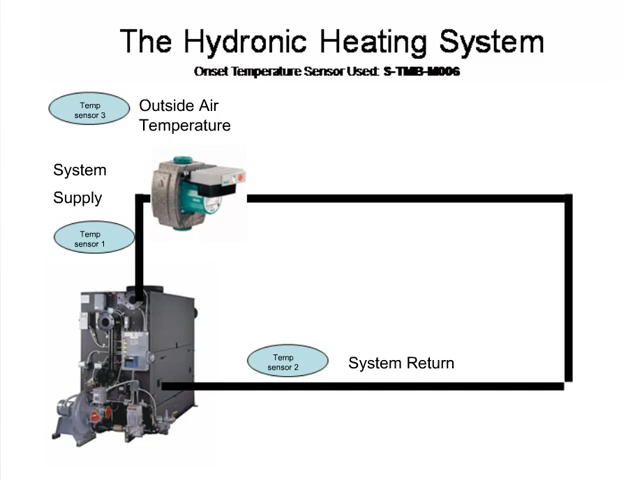 The Hydronic Heating System
Onset Temperature Sensor Used: S-TMB-M006
Temp
sensor 3
Outside Air
Temperature
System
Supply
Temp
sensor 1
Temp
sensor 2
System Return